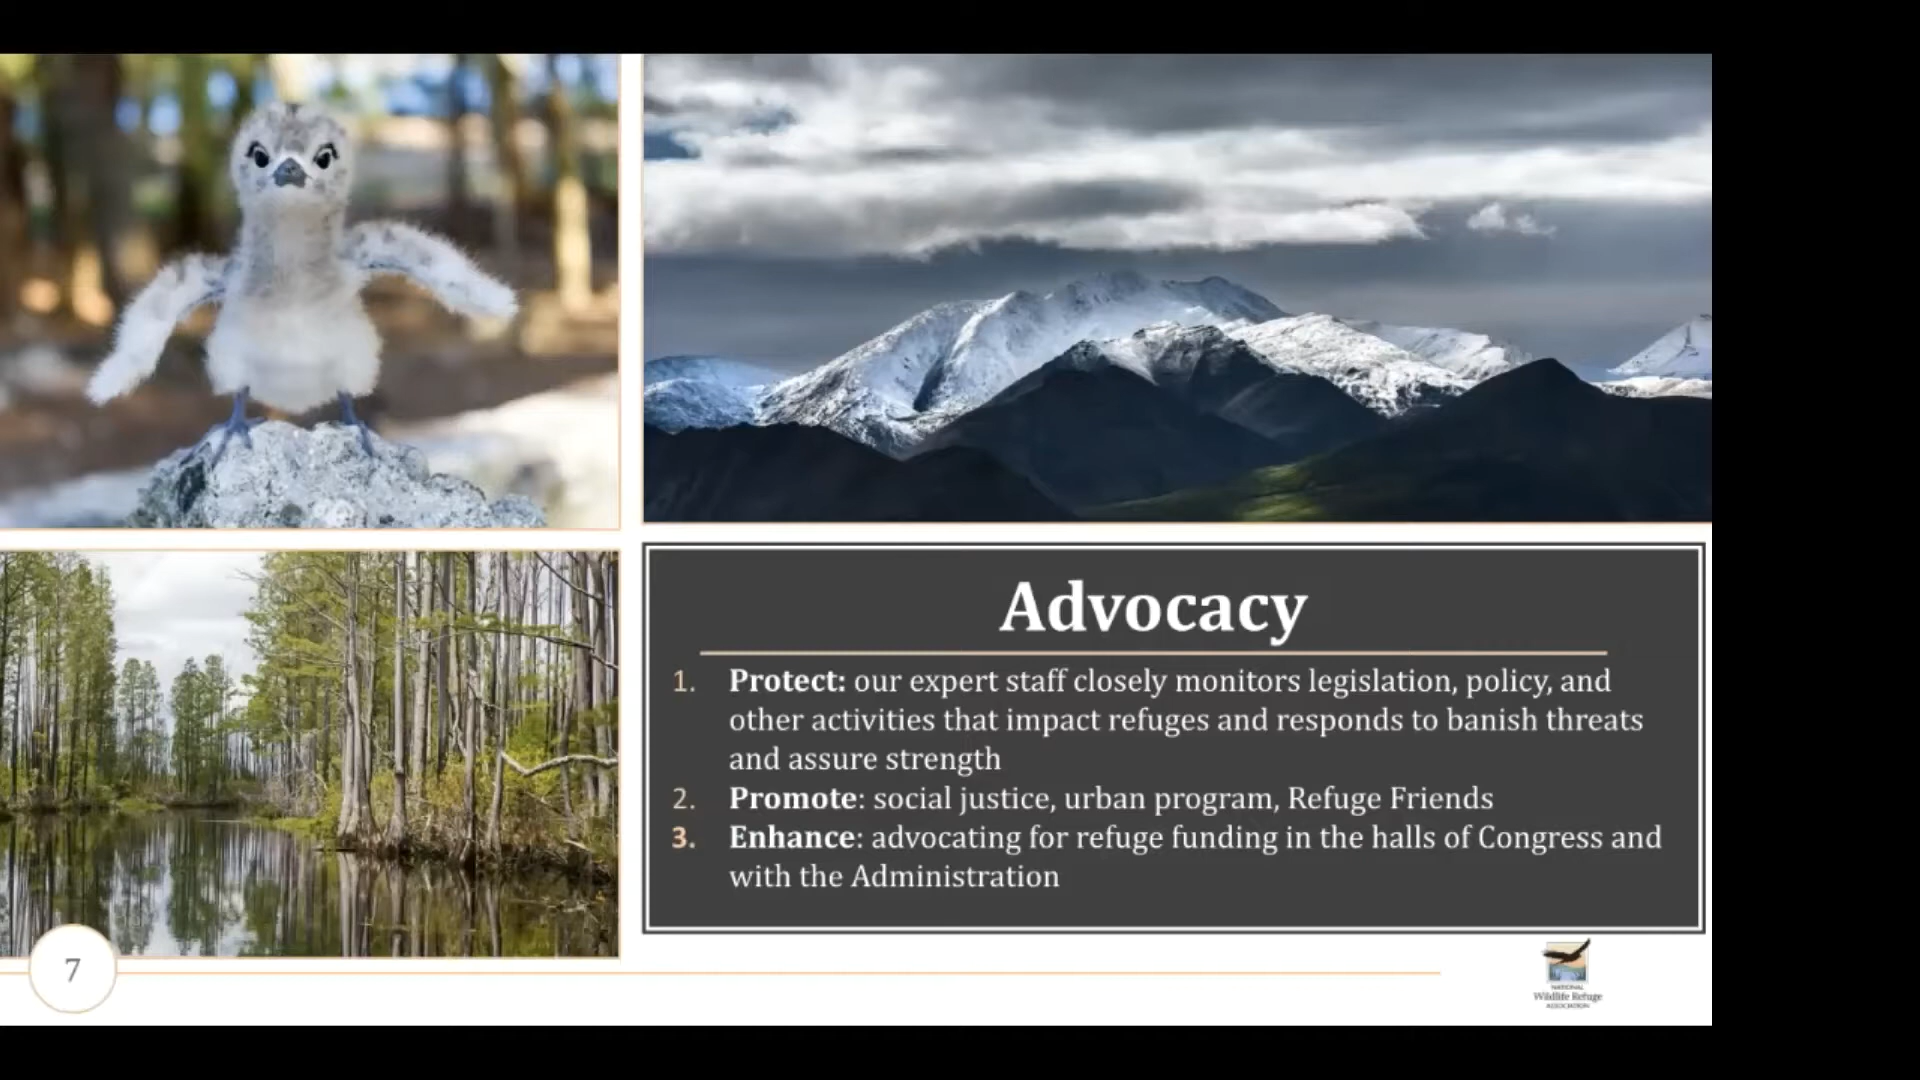 Advocacy
1. Protect: our expert staff closely monitors legislation, policy, and
other activities that impact refuges and responds to banish threats
and assure strength
2. Promote: social justice, urban program, Refuge Friends
3. Enhance: advocating for refuge funding in the halls of Congress and
with the Administration
7
NATIONAL
Wildlife Refuge
ASSOCIATION